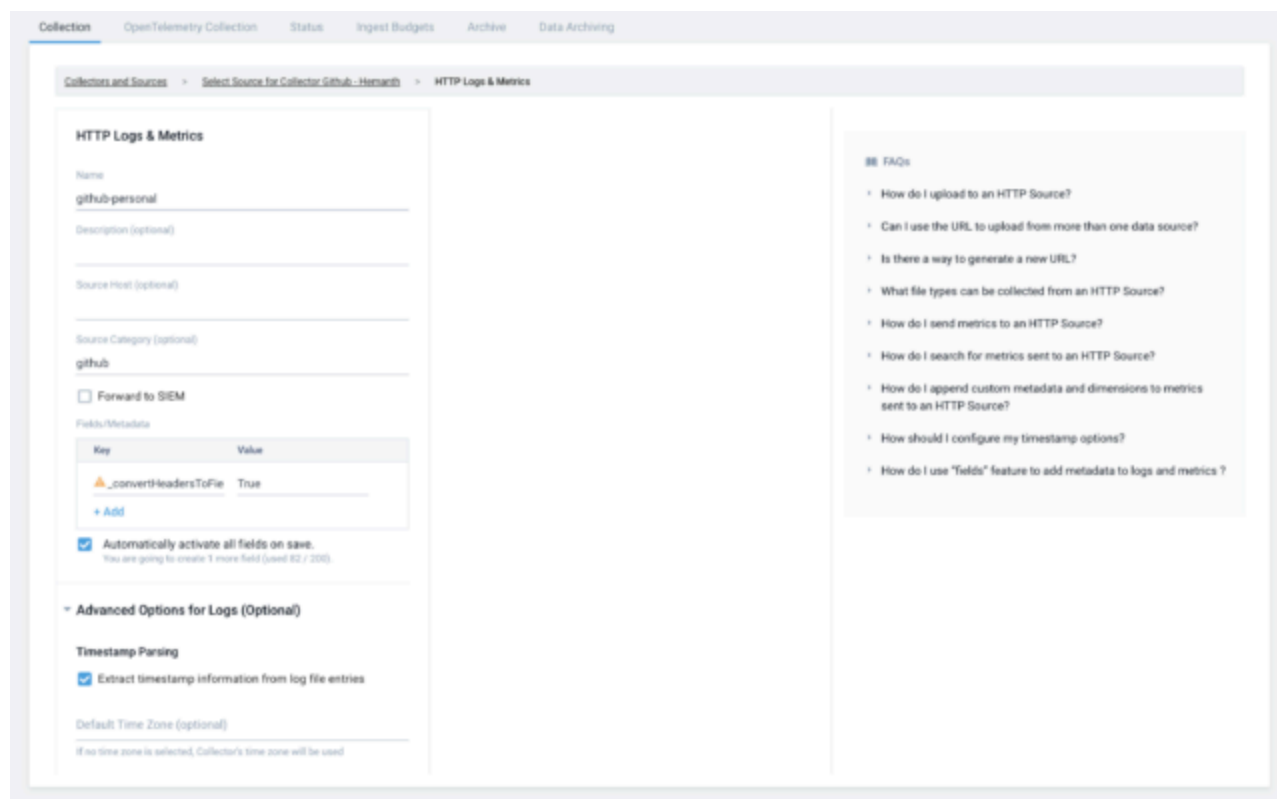 Collection OpenTelemetry Collection Status Ingest Budgets Archive Data Archiving
Collectors and Sources > Select Source for Collector Github - Hemanth > HTTP Logs & Metrics
HTTP Logs & Metrics
Name
github-personal
Description (optional)
Source Host (optional)
Source Category (optional)
github
Forward to SIEM
Fields/Metadata
Key Value
_convertHeadersToFie True
+ Add
Automatically activate all fields on save.
You are going to create 1 more field (used 82 / 200).
Advanced Options for Logs (Optional)
Timestamp Parsing
Extract timestamp information from log file entries
Default Time Zone (optional)
If no time zone is selected, Collector's time zone will be used
FAQs
How do I upload to an HTTP Source?
Can I use the URL to upload from more than one data source?
Is there a way to generate a new URL?
What file types can be collected from an HTTP Source?
How do I send metrics to an HTTP Source?
How do I search for metrics sent to an HTTP Source?
How do I append custom metadata and dimensions to metrics
sent to an HTTP Source?
How should I configure my timestamp options?
How do I use "fields" feature to add metadata to logs and metrics ?